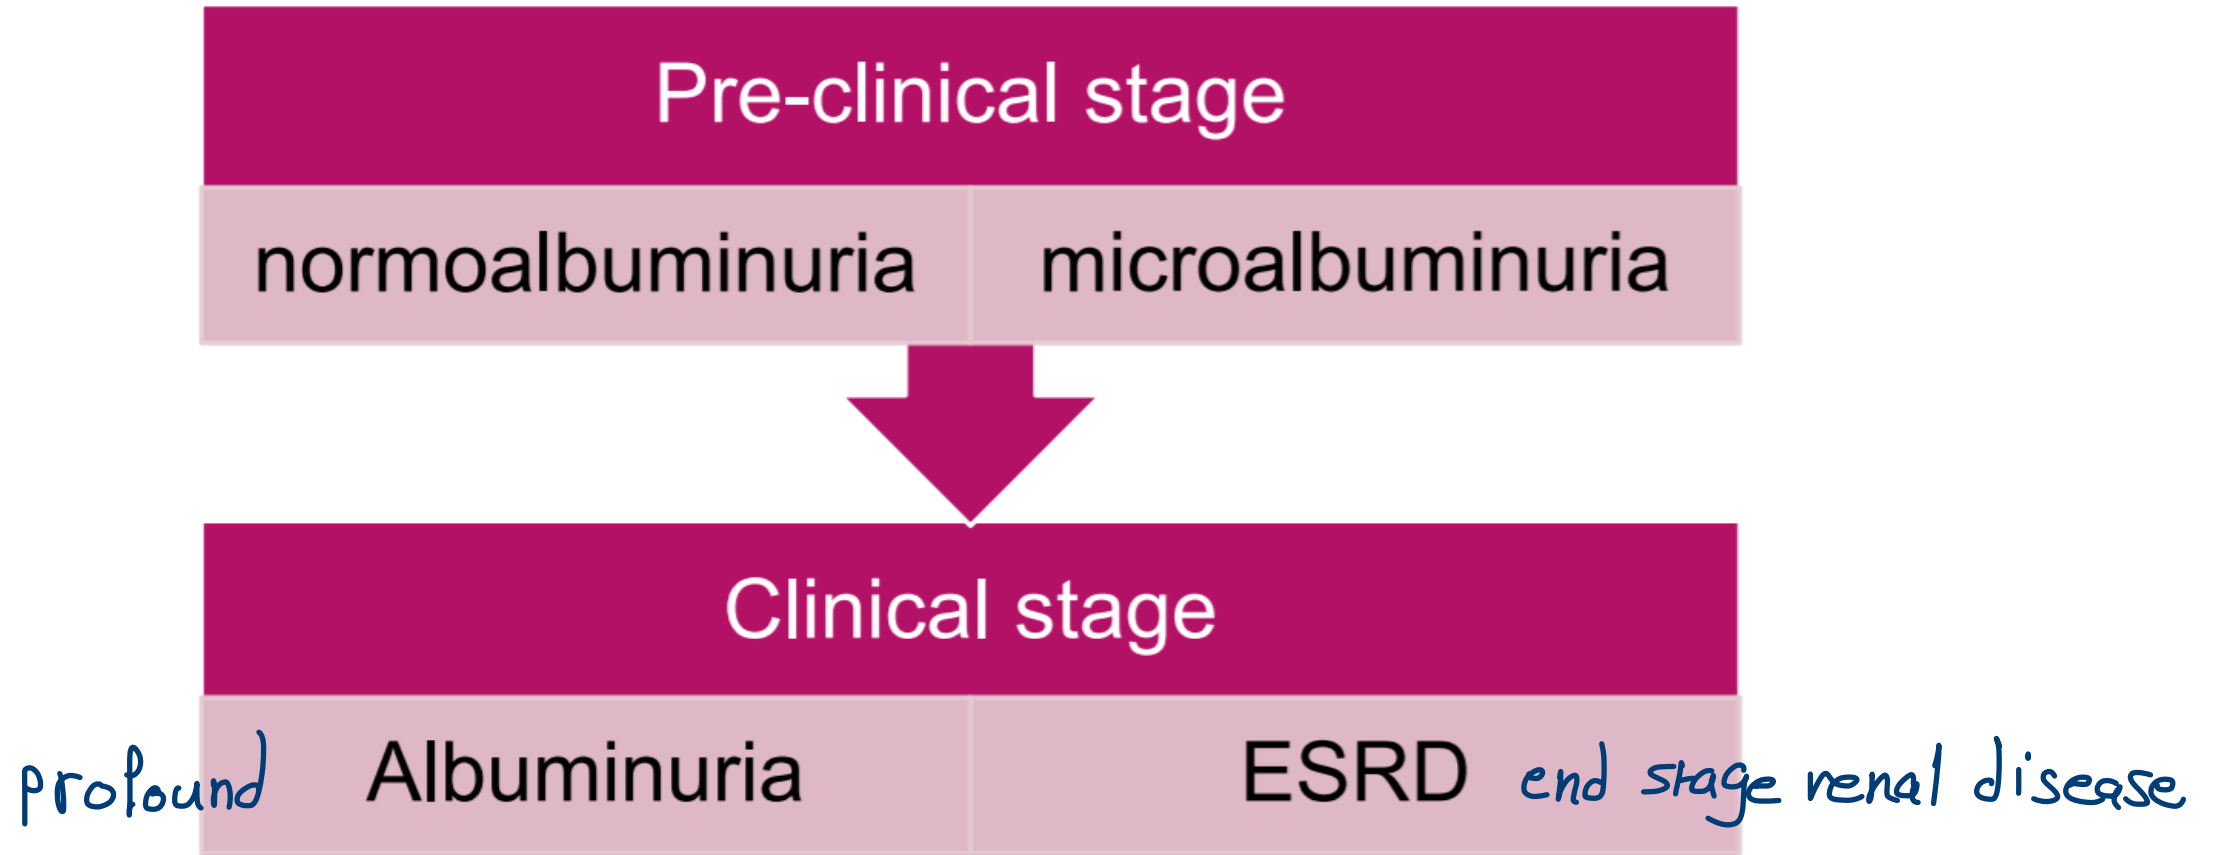 Pre-clinical stage
normoalbuminuria microalbuminuria
Clinical stage
profound Albuminuria ESRD end stage renal disease